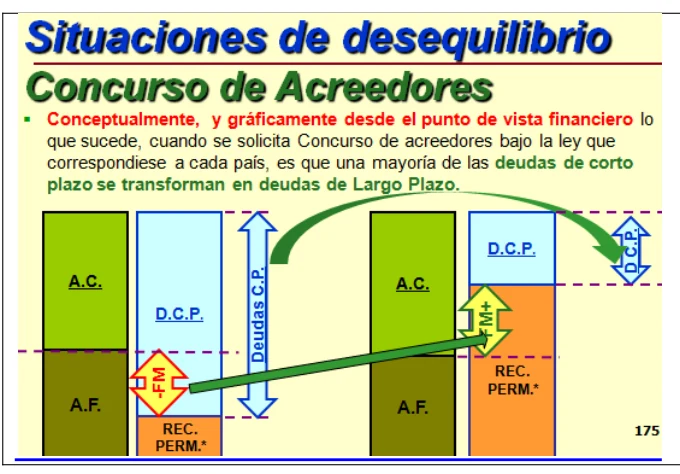 Situaciones de desequilibrio
Concurso de Acreedores
▪ Conceptualmente, y gráficamente desde el punto de vista financiero lo
que sucede, cuando se solicita Concurso de acreedores bajo la ley que
correspondiese a cada país, es que una mayoría de las deudas de corto
plazo se transforman en deudas de Largo Plazo.
A.C.
A.F.
D.C.P.
-FM
REC.
PERM.*
Deudas C.P.
A.C.
A.F.
D.C.P.
FM+
REC.
PERM.*
D.C.P.
175